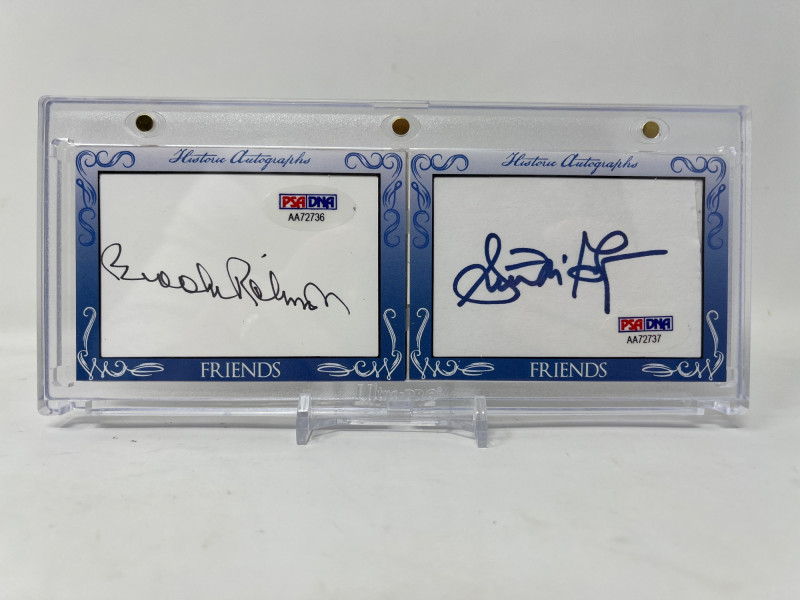 Historic Autographs
PSA DNA
AA72736
Brooks Robinson
FRIENDS
Historic Autographs
PSA DNA
AA72737
FRIENDS